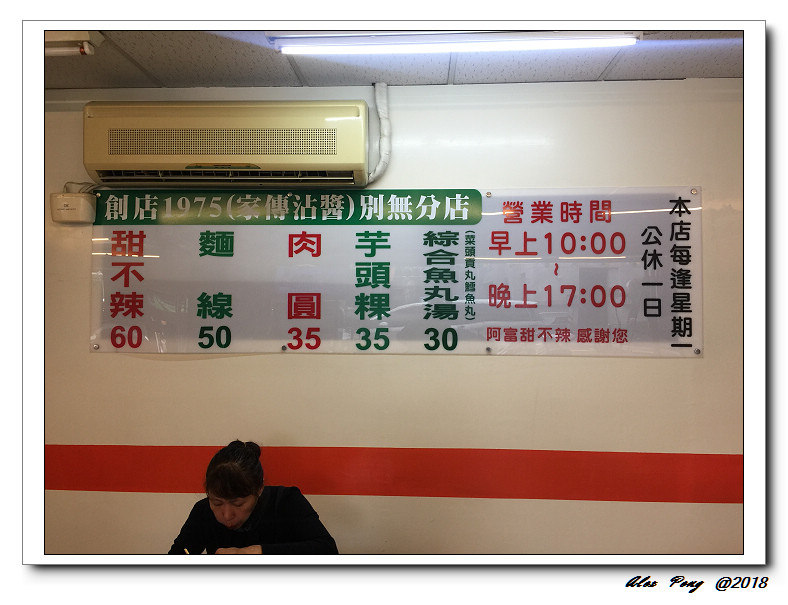 創店1975(家傳沾醬)別無分店
甜不辣 60
麵線 50
肉圓 35
芋頭粿 35
綜合魚丸湯 30
(菜頭貢丸鱈魚丸)
營業時間
早上10:00
~
晚上17:00
阿富甜不辣 感謝您
本店每逢星期一
公休一日
Alex Peng @2018